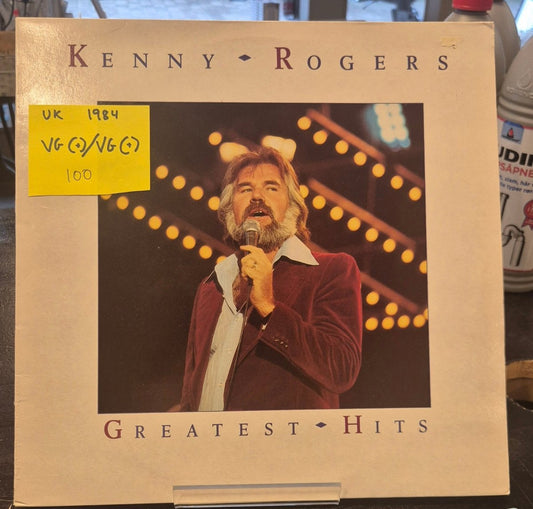 KENNY ◆ ROGERS
UK 1984
VG(+)/VG(+)
100
GREATEST ◆ HITS